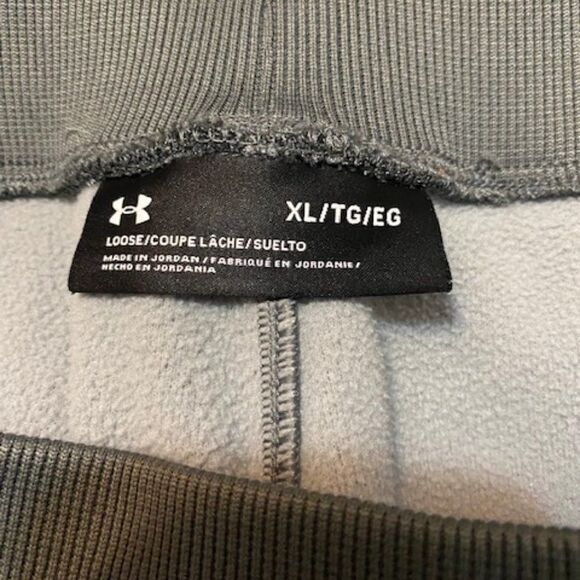 XL/TG/EG
LOOSE/COUPE LÂCHE/SUELTO
MADE IN JORDAN / FABRIQUÉ EN JORDANIE /
HECHO EN JORDANIA